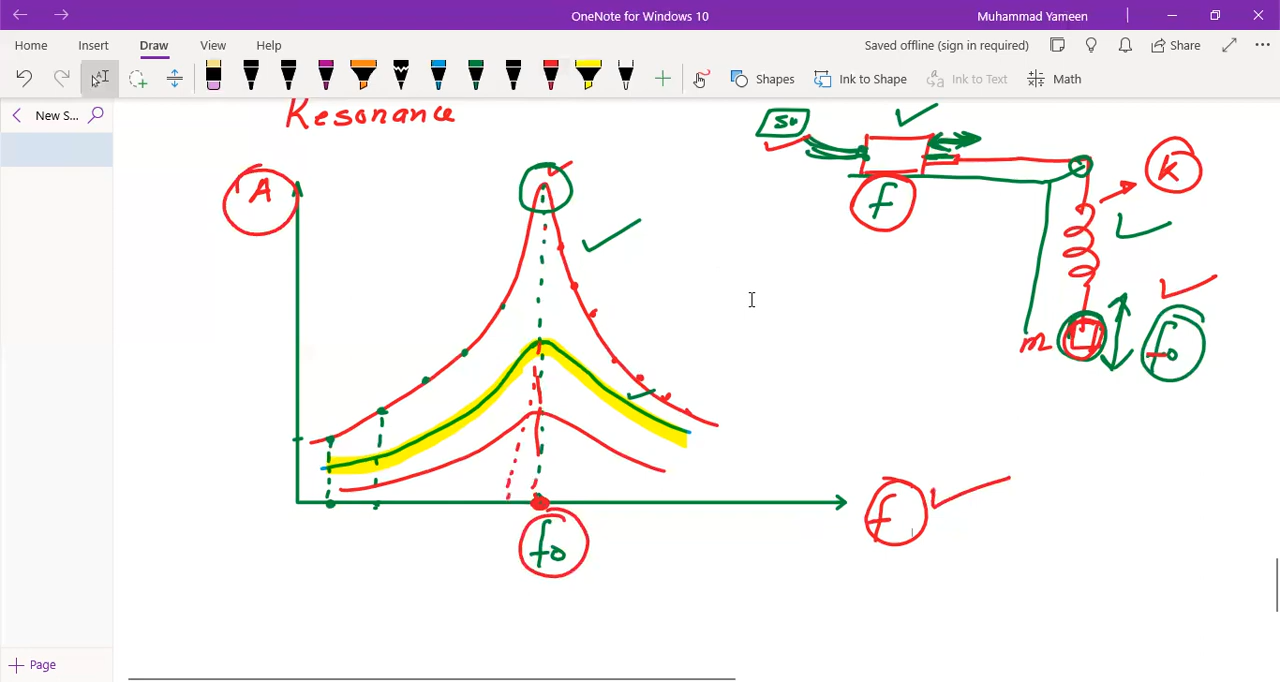 OneNote for Windows 10
Muhammad Yameen
Home Insert Draw View Help
Saved offline (sign in required) Share
Shapes Ink to Shape Ink to Text Math
New S...
Resonance
A
f
K
m
fo
fo
f
Page